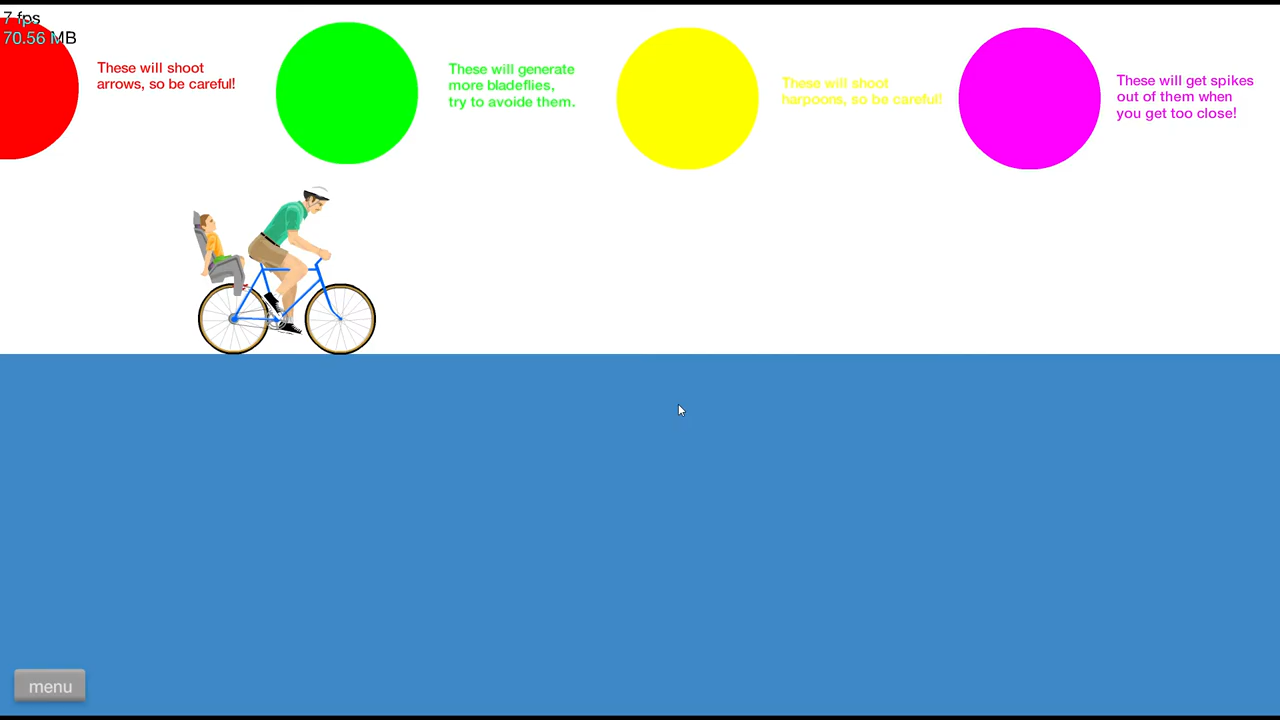 7 fps
70.56 MB
These will shoot
arrows, so be careful!
These will generate
more bladeflies,
try to avoide them.
These will shoot
harpoons, so be careful!
These will get spikes
out of them when
you get too close!
menu